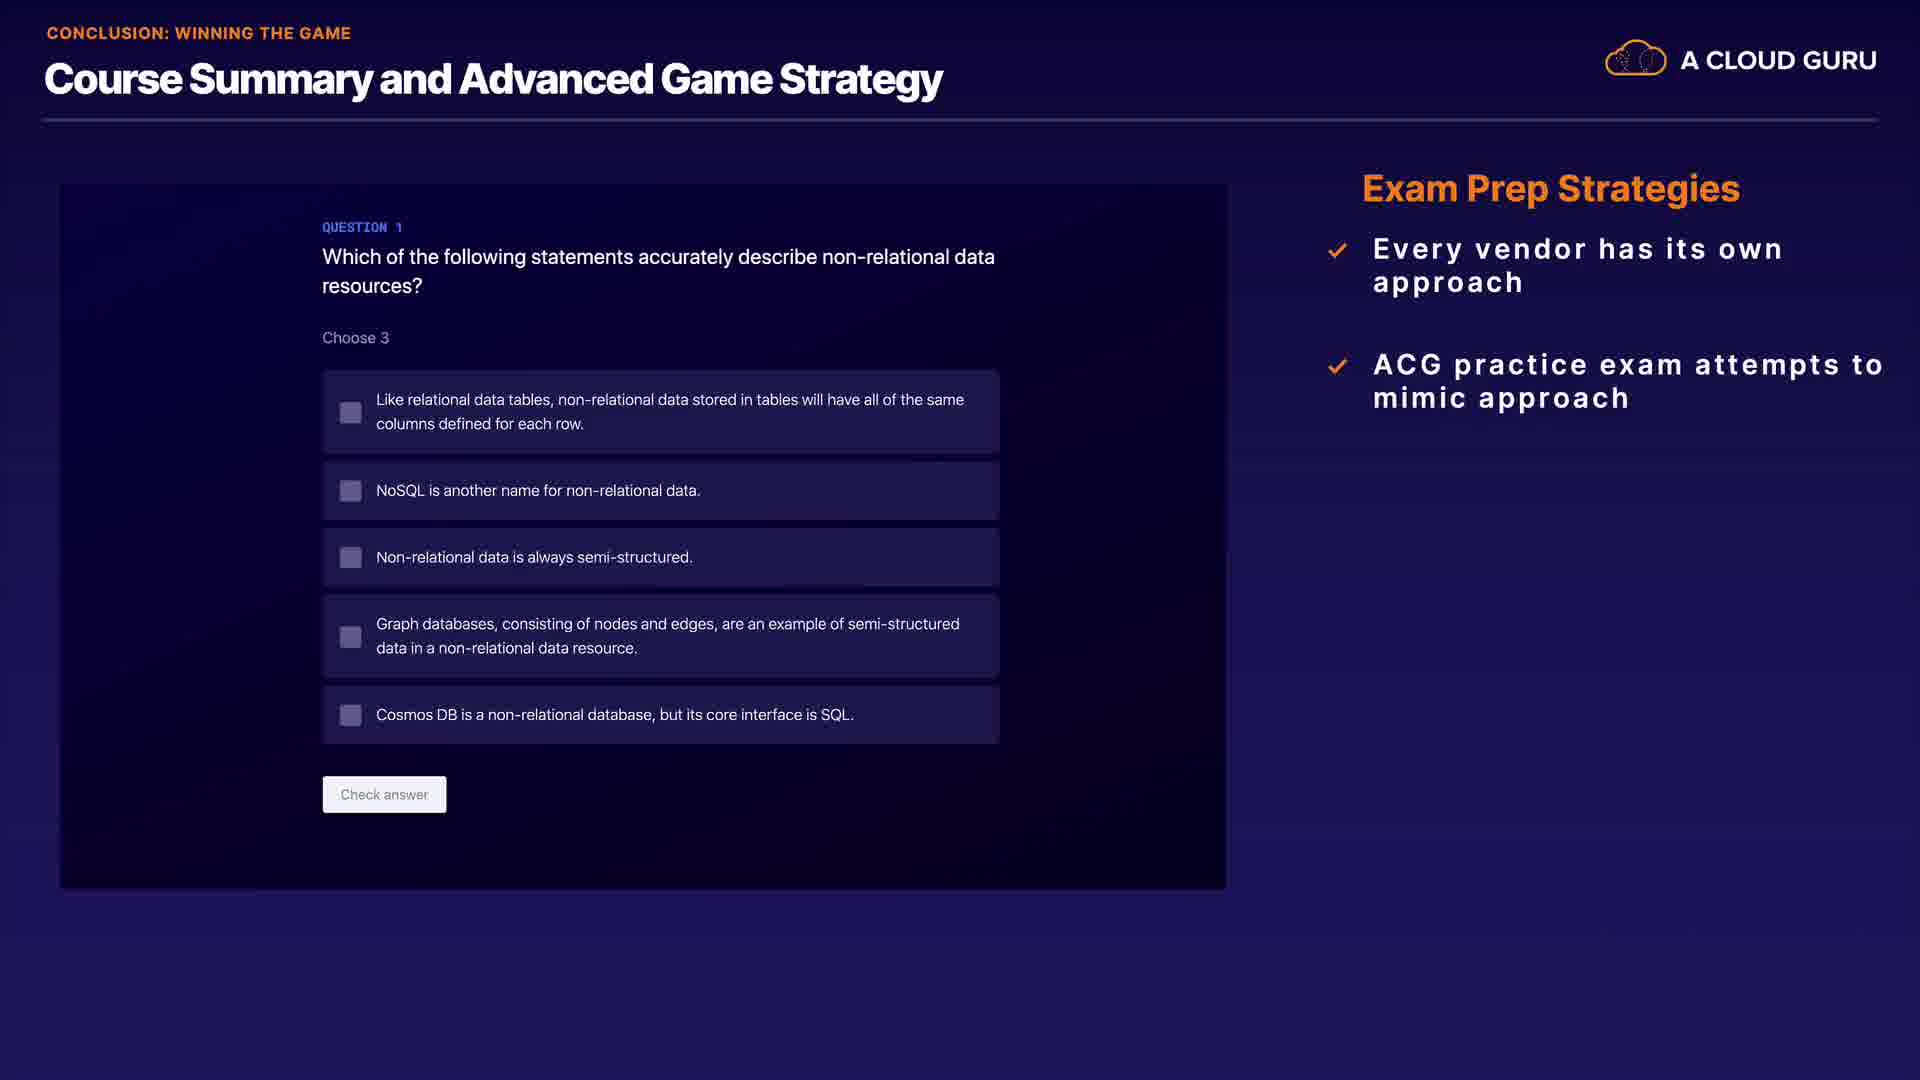 CONCLUSION: WINNING THE GAME
Course Summary and Advanced Game Strategy
A CLOUD GURU
QUESTION 1
Which of the following statements accurately describe non-relational data
resources?
Choose 3
Like relational data tables, non-relational data stored in tables will have all of the same
columns defined for each row.
NoSQL is another name for non-relational data.
Non-relational data is always semi-structured.
Graph databases, consisting of nodes and edges, are an example of semi-structured
data in a non-relational data resource.
Cosmos DB is a non-relational database, but its core interface is SQL.
Check answer
Exam Prep Strategies
Every vendor has its own
approach
ACG practice exam attempts to
mimic approach